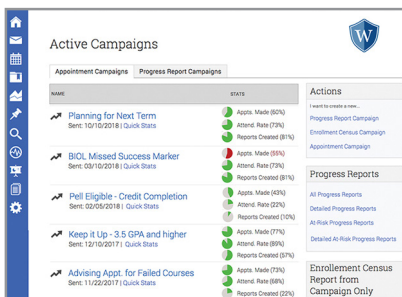 W
Active Campaigns
Appointment Campaigns Progress Report Campaigns
NAME STATS
Planning for Next Term
Sent: 10/10/2018 | Quick Stats
Appts. Made (60%)
Attend. Rate (73%)
Reports Created (81%)
BIOL Missed Success Marker
Sent: 03/10/2018 | Quick Stats
Appts. Made (55%)
Attend. Rate (73%)
Reports Created (81%)
Pell Eligible - Credit Completion
Sent: 02/05/2018 | Quick Stats
Appts. Made (43%)
Attend. Rate (22%)
Reports Created (10%)
Keep it Up - 3.5 GPA and higher
Sent: 12/10/2017 | Quick Stats
Appts. Made (77%)
Attend. Rate (89%)
Reports Created (57%)
Advising Appt. for Failed Courses
Sent: 11/22/2017 | Quick Stats
Appts. Made (73%)
Attend. Rate (68%)
Reports Created (22%)
Actions
I want to create a new...
Progress Report Campaign
Enrollment Census Campaign
Appointment Campaign
Progress Reports
All Progress Reports
Detailed Progress Reports
At-Risk Progress Reports
Detailed At-Risk Progress Reports
Enrollment Census
Report from
Campaign Only